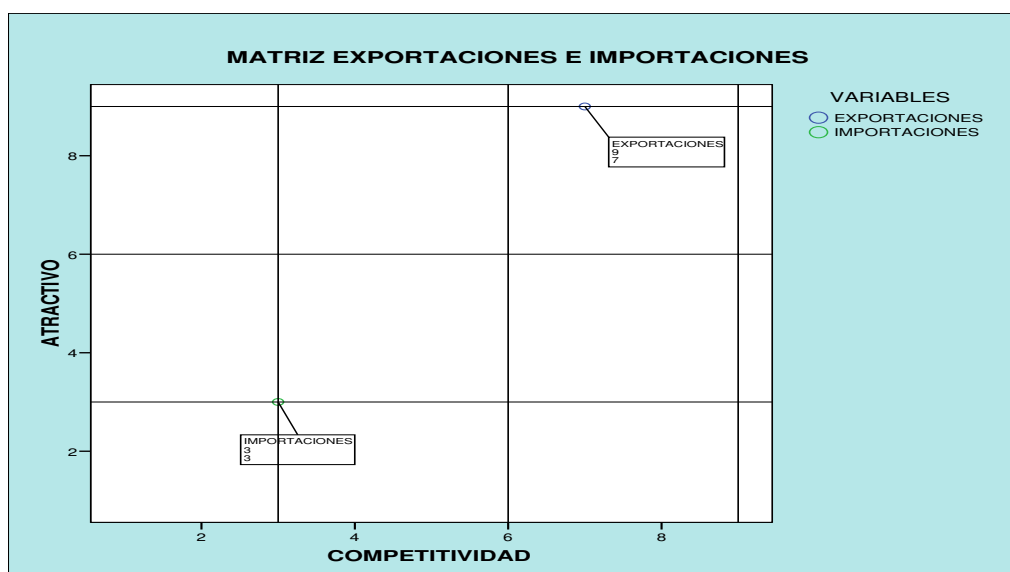 MATRIZ EXPORTACIONES E IMPORTACIONES
VARIABLES
EXPORTACIONES
IMPORTACIONES
EXPORTACIONES
9
7
8
6
ATRACTIVO
4
IMPORTACIONES
3
3
2
2
4
6
8
COMPETITIVIDAD